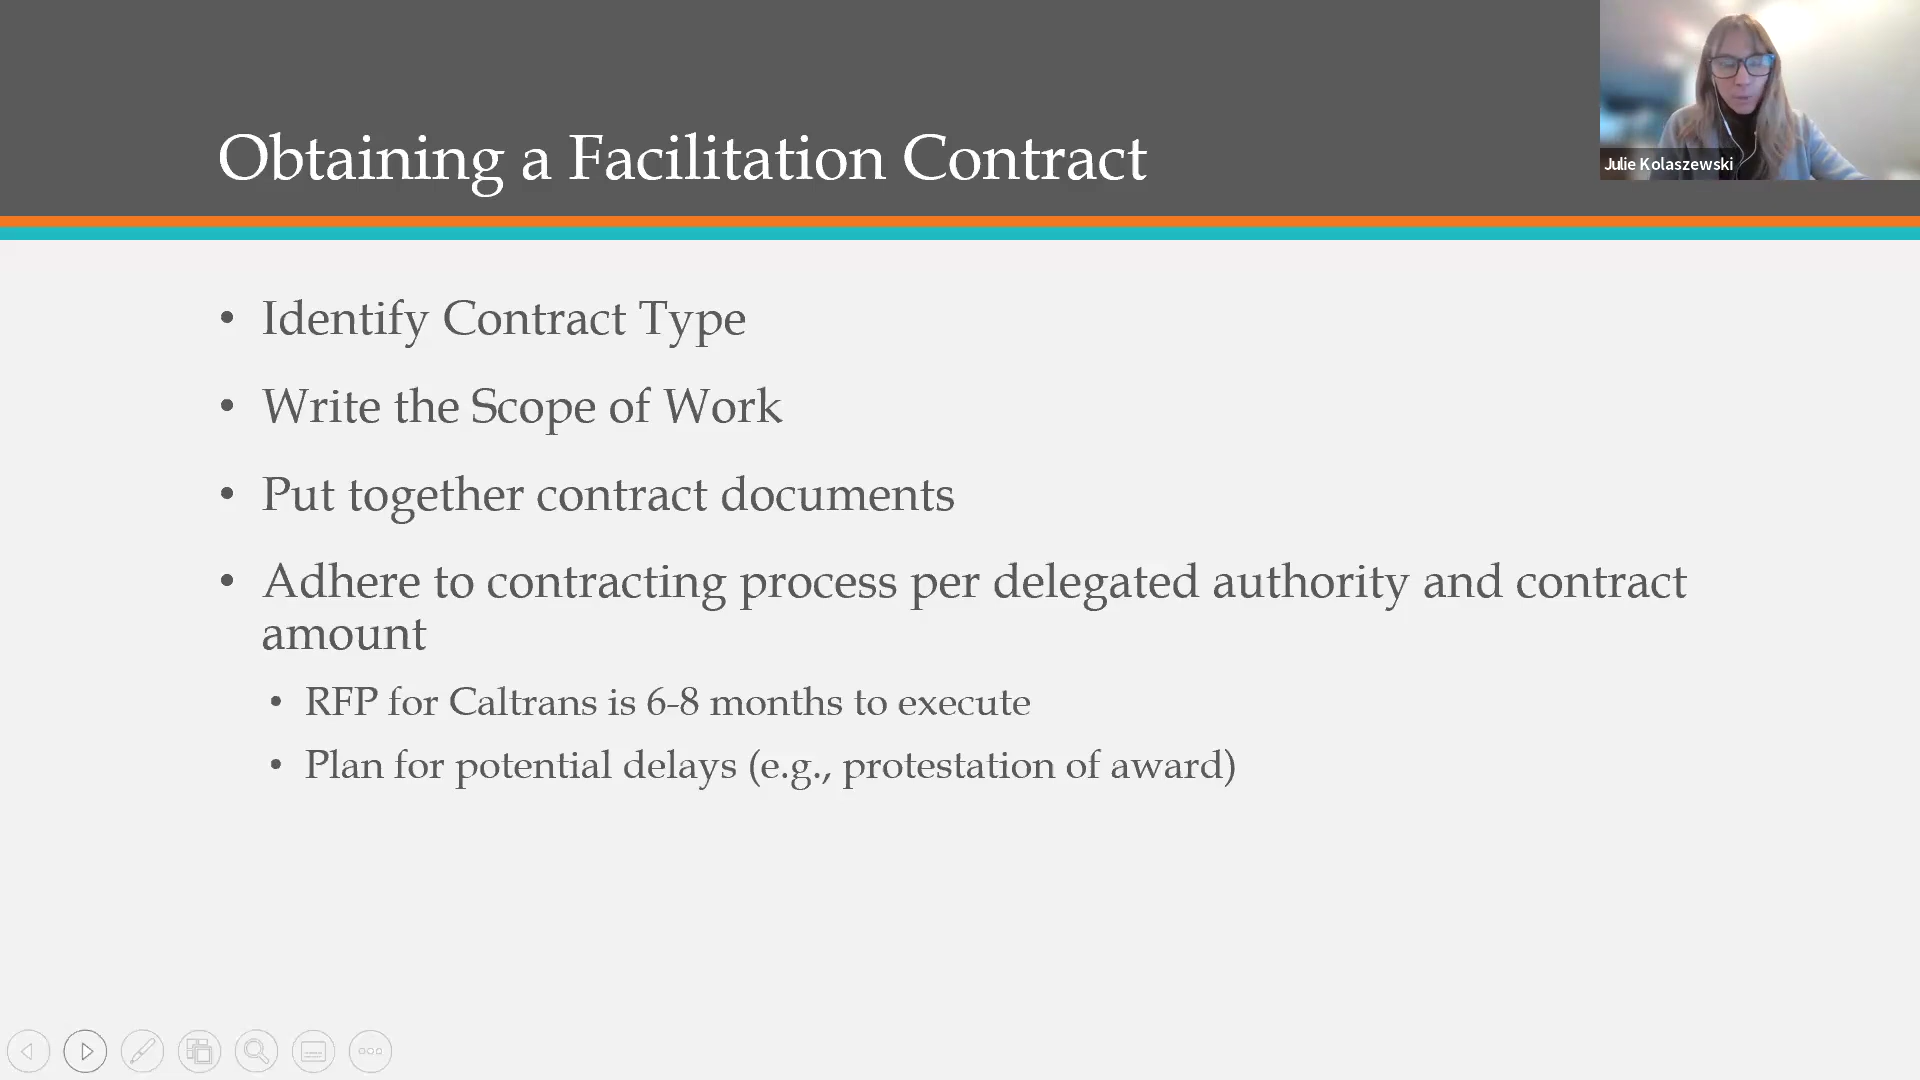 Obtaining a Facilitation Contract
Julie Kolaszewski
• Identify Contract Type
• Write the Scope of Work
• Put together contract documents
• Adhere to contracting process per delegated authority and contract
amount
• RFP for Caltrans is 6-8 months to execute
• Plan for potential delays (e.g., protestation of award)